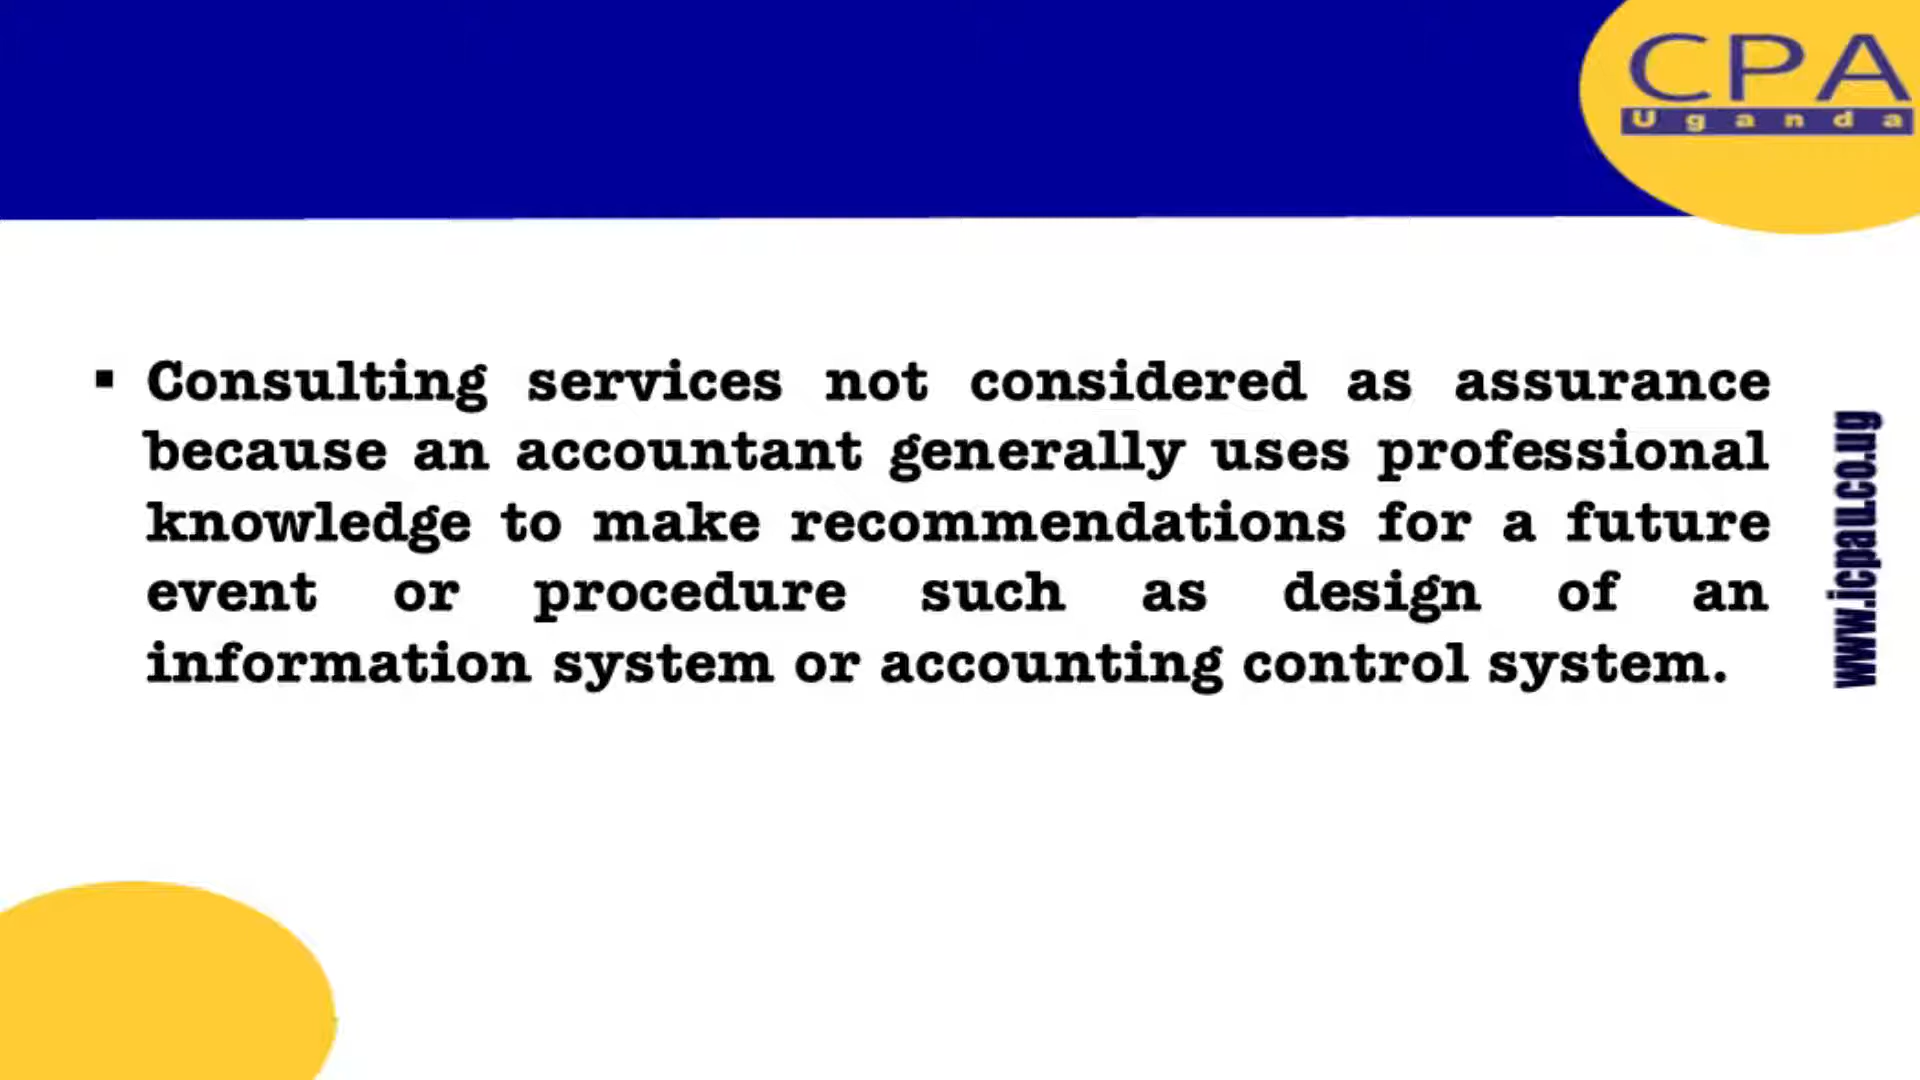 CPA
Uganda
▪ Consulting services not considered as assurance
because an accountant generally uses professional
knowledge to make recommendations for a future
event or procedure such as design of an
information system or accounting control system.
www.icpau.co.ug